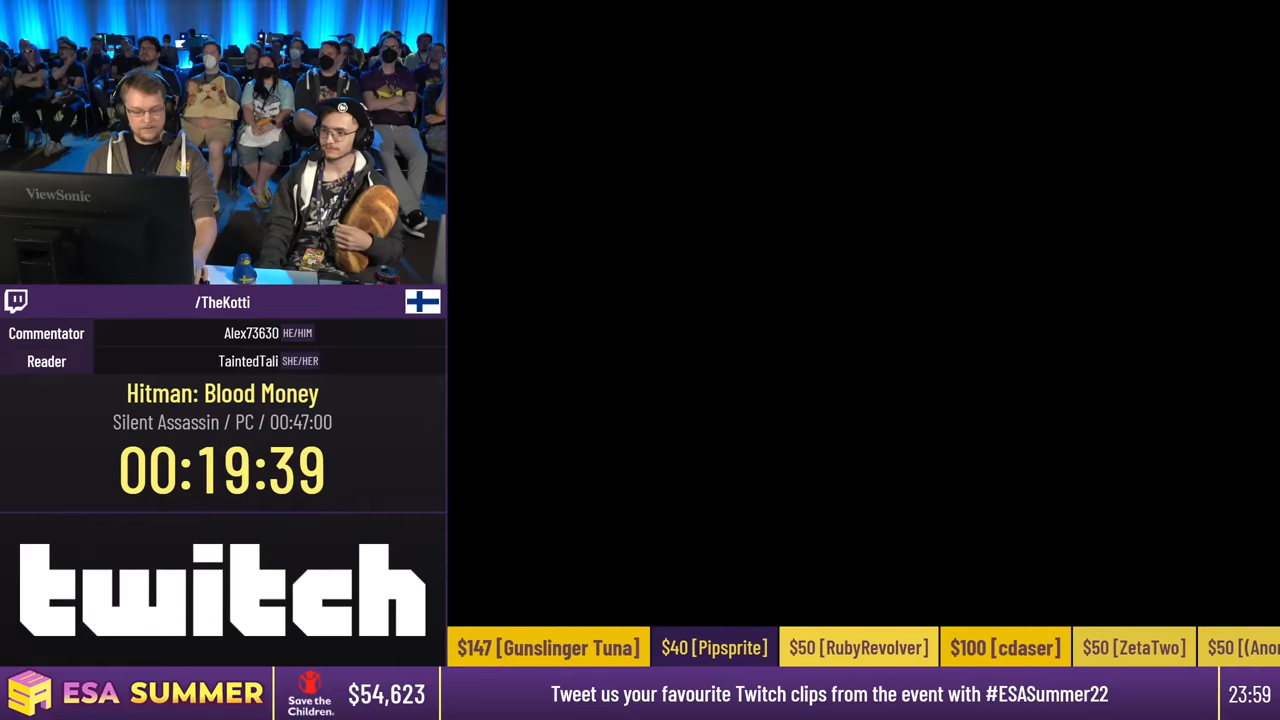 ViewSonic
/TheKotti
Commentator
Alex73630 HE/HIM
Reader
TaintedTali SHE/HER
Hitman: Blood Money
Silent Assassin / PC / 00:47:00
00:19:39
twitch
$147 [Gunslinger Tuna] $40 [Pipsprite] $50 [RubyRevolver] $100 [cdaser] $50 [ZetaTwo] $50 [(Anon
ESA SUMMER
Save the
Children.
$54,623
Tweet us your favourite Twitch clips from the event with #ESASummer22
23:59